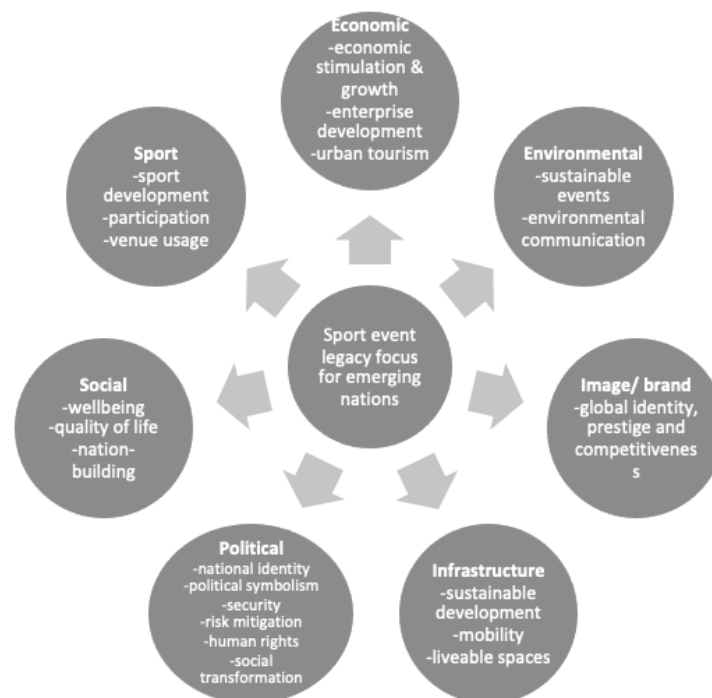 Economic
-economic
stimulation &
growth
-enterprise
development
-urban tourism
Environmental
-sustainable
events
-environmental
communication
Image/ brand
-global identity,
prestige and
competitivenes
s
Infrastructure
-sustainable
development
-mobility
-liveable spaces
Political
-national identity
-political symbolism
-security
-risk mitigation
-human rights
-social
transformation
Social
-wellbeing
-quality of life
-nation-
building
Sport
-sport
development
-participation
-venue usage
Sport event
legacy focus
for emerging
nations